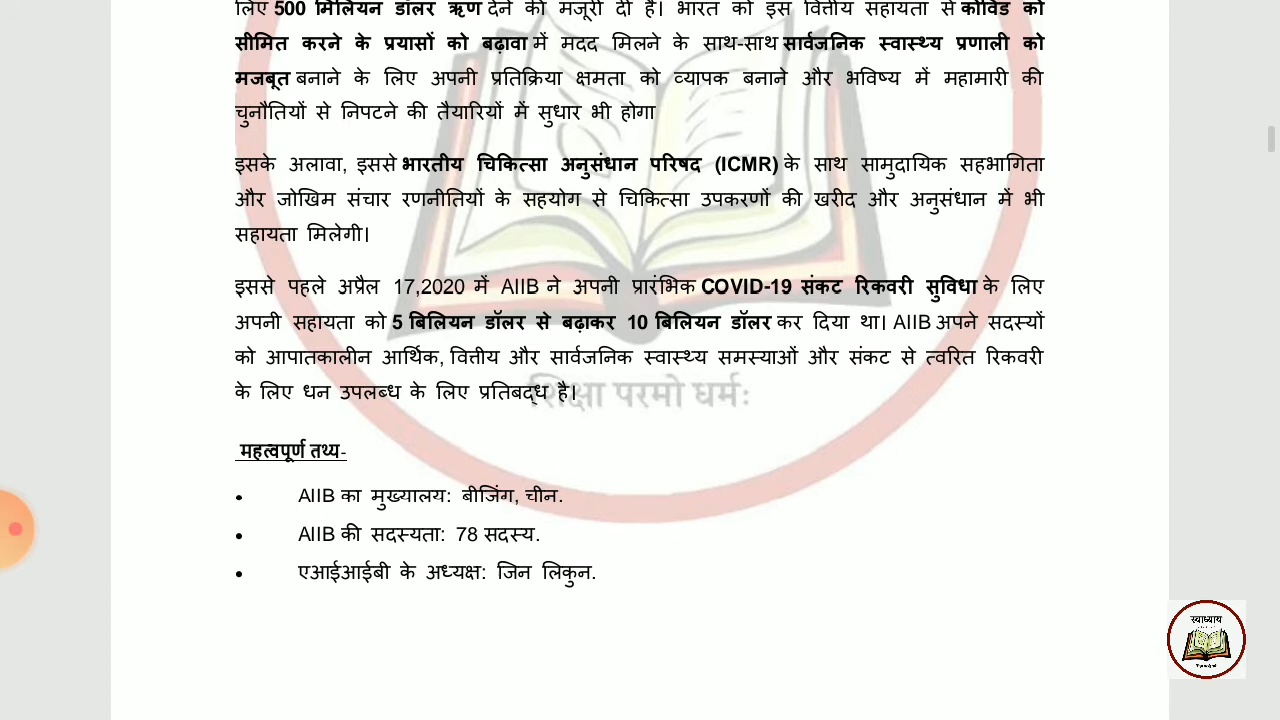 लिए 500 मिलियन डॉलर ऋण देने की मंजूरी दी है। भारत को इस वित्तीय सहायता से कोविड को
सीमित करने के प्रयासों को बढ़ावा में मदद मिलने के साथ-साथ सार्वजनिक स्वास्थ्य प्रणाली को
मजबूत बनाने के लिए अपनी प्रतिक्रिया क्षमता को व्यापक बनाने और भविष्य में महामारी की
चुनौतियों से निपटने की तैयारियों में सुधार भी होगा
इसके अलावा, इससे भारतीय चिकित्सा अनुसंधान परिषद (ICMR) के साथ सामुदायिक सहभागिता
और जोखिम संचार रणनीतियों के सहयोग से चिकित्सा उपकरणों की खरीद और अनुसंधान में भी
सहायता मिलेगी।
इससे पहले अप्रैल 17,2020 में AIIB ने अपनी प्रारंभिक COVID-19 संकट रिकवरी सुविधा के लिए
अपनी सहायता को 5 बिलियन डॉलर से बढ़ाकर 10 बिलियन डॉलर कर दिया था। AIIB अपने सदस्यों
को आपातकालीन आर्थिक, वित्तीय और सार्वजनिक स्वास्थ्य समस्याओं और संकट से त्वरित रिकवरी
के लिए धन उपलब्ध के लिए प्रतिबद्ध है।
शिक्षा परमो धर्मः
महत्वपूर्ण तथ्य-
• AIIB का मुख्यालय: बीजिंग, चीन.
• AIIB की सदस्यता: 78 सदस्य.
• एआईआईबी के अध्यक्ष: जिन लिकुन.
स्वाध्याय